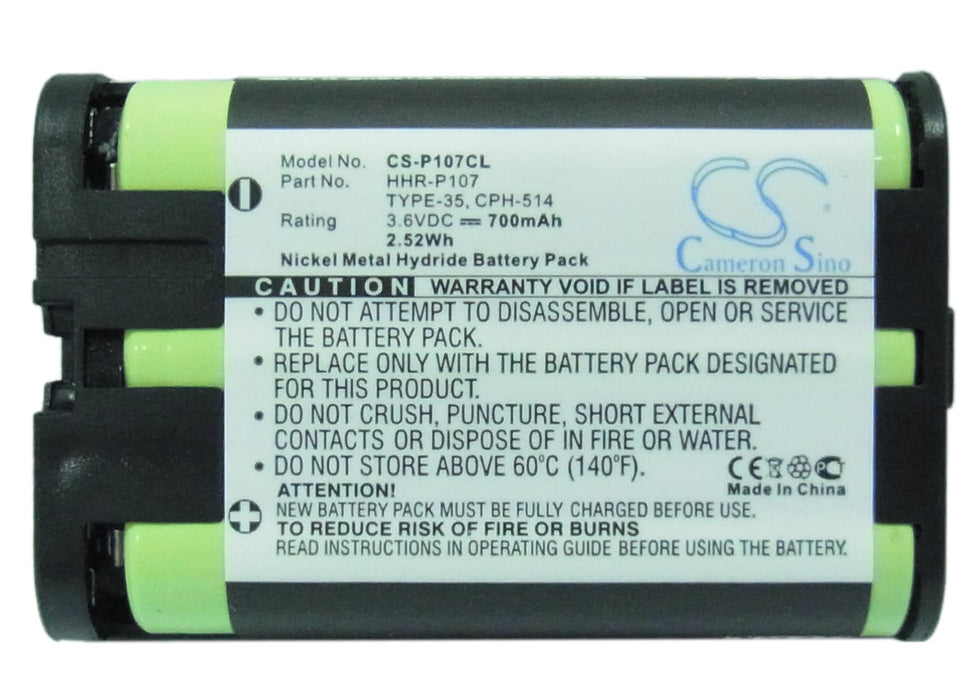 Model No. CS-P107CL
Part No. HHR-P107
TYPE-35, CPH-514
Rating 3.6VDC ⎓ 700mAh
2.52Wh
Nickel Metal Hydride Battery Pack
CS
Cameron Sino
CAUTION WARRANTY VOID IF LABEL IS REMOVED
• DO NOT ATTEMPT TO DISASSEMBLE, OPEN OR SERVICE
THE BATTERY PACK.
• REPLACE ONLY WITH THE BATTERY PACK DESIGNATED
FOR THIS PRODUCT.
• DO NOT CRUSH, PUNCTURE, SHORT EXTERNAL
CONTACTS OR DISPOSE OF IN FIRE OR WATER.
• DO NOT STORE ABOVE 60°C (140°F).
CE
Made In China
ATTENTION!
NEW BATTERY PACK MUST BE FULLY CHARGED BEFORE USE.
TO REDUCE RISK OF FIRE OR BURNS
READ INSTRUCTIONS IN OPERATING GUIDE BEFORE USING THE BATTERY.